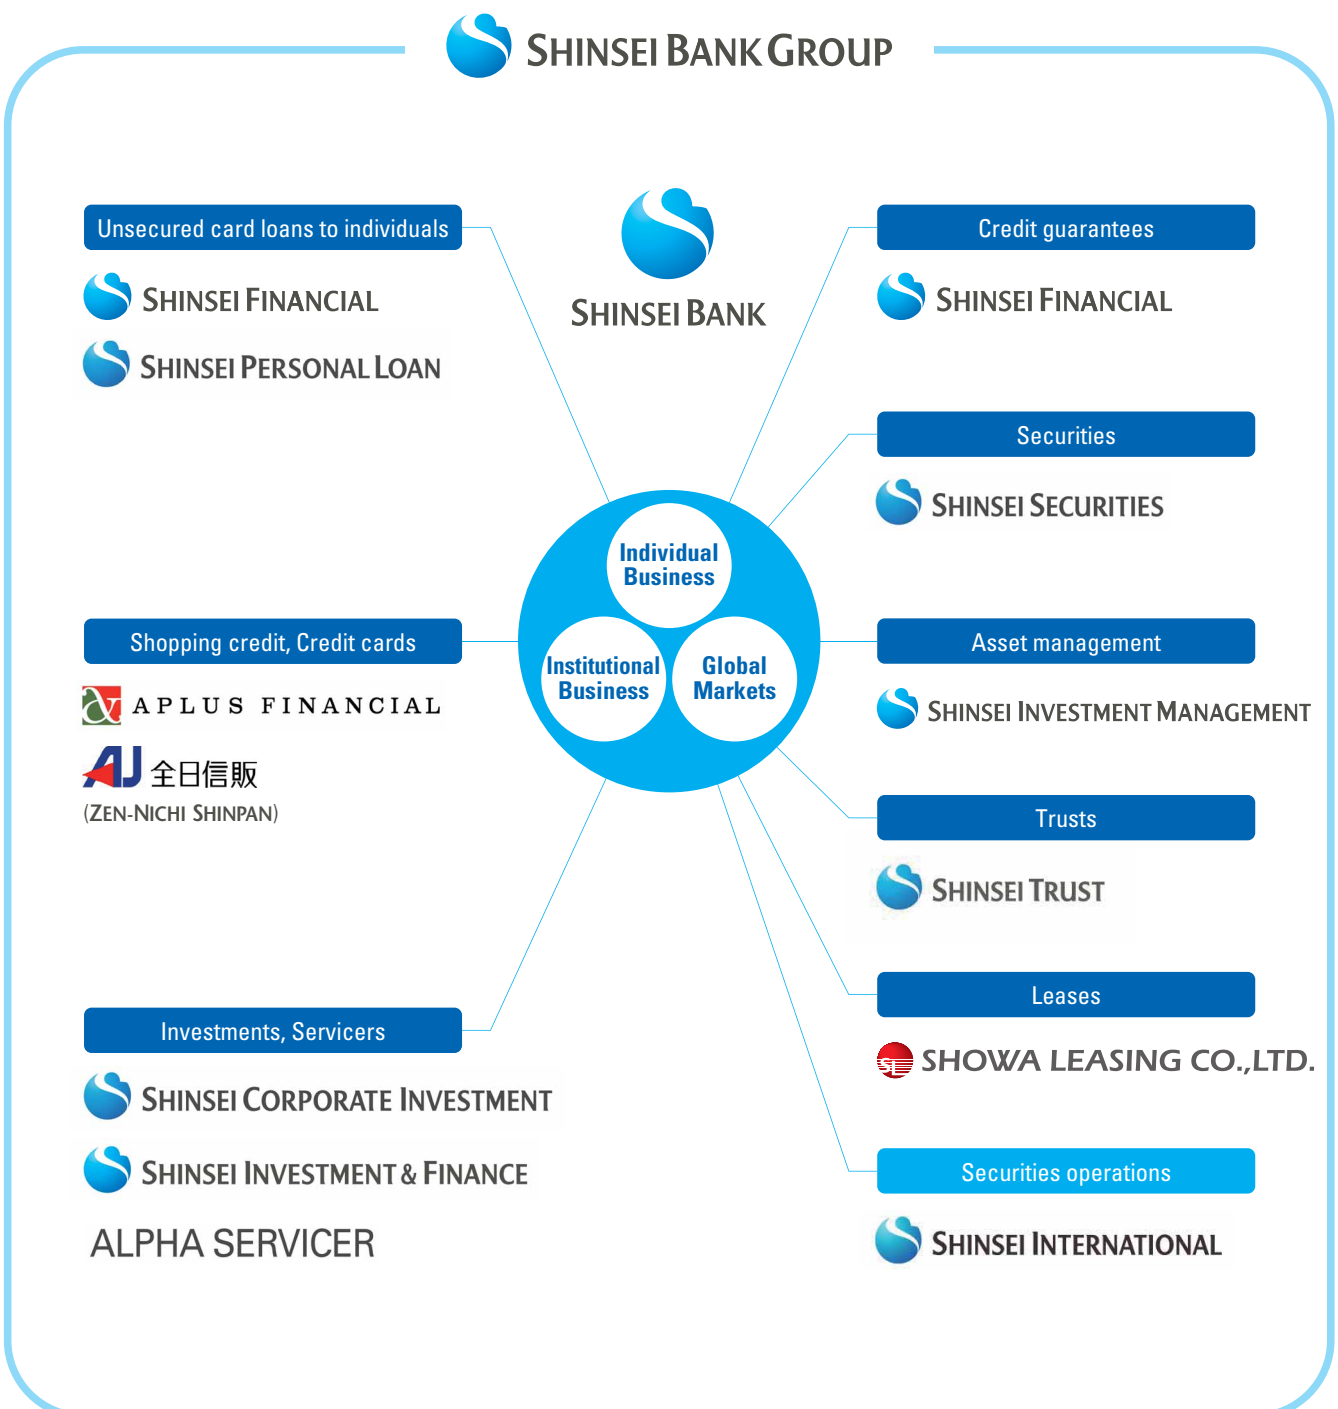 SHINSEI BANK GROUP
SHINSEI BANK
Unsecured card loans to individuals
SHINSEI FINANCIAL
SHINSEI PERSONAL LOAN
Shopping credit, Credit cards
APLUS FINANCIAL
AJ 全日信販
(ZEN-NICHI SHINPAN)
Investments, Servicers
SHINSEI CORPORATE INVESTMENT
SHINSEI INVESTMENT & FINANCE
ALPHA SERVICER
Individual
Business
Institutional
Business
Global
Markets
Credit guarantees
SHINSEI FINANCIAL
Securities
SHINSEI SECURITIES
Asset management
SHINSEI INVESTMENT MANAGEMENT
Trusts
SHINSEI TRUST
Leases
SL SHOWA LEASING CO.,LTD.
Securities operations
SHINSEI INTERNATIONAL